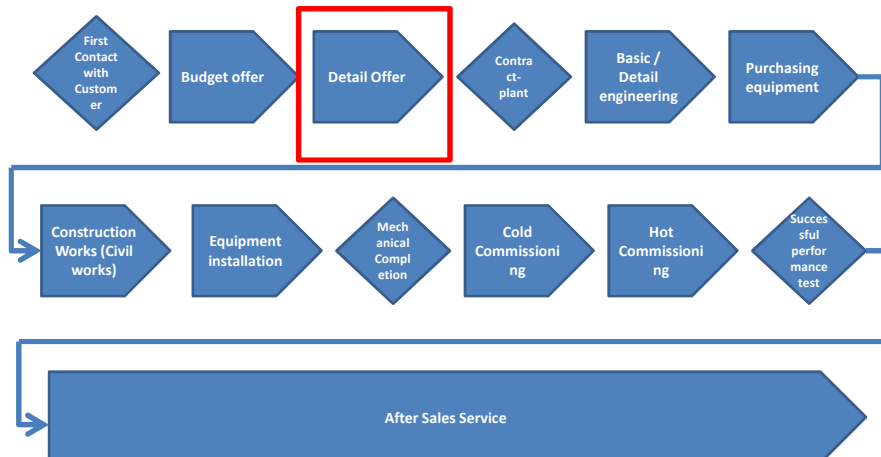 First
Contact
with
Custom
er
Budget offer
Detail Offer
Contra
ct-
plant
Basic /
Detail
engineering
Purchasing
equipment
Construction
Works (Civil
works)
Equipment
installation
Mech
anical
Compl
etion
Cold
Commissioni
ng
Hot
Commissioni
ng
Succes
sful
perfor
mance
test
After Sales Service